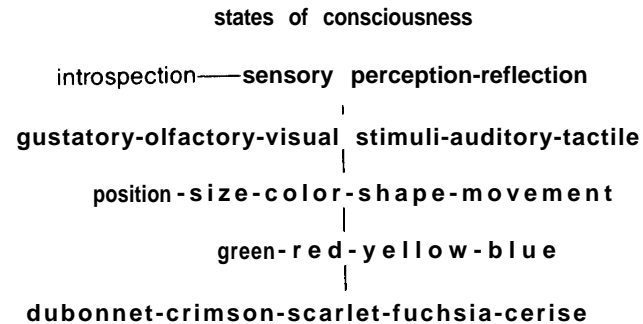 states of consciousness
introspection—sensory perception-reflection
gustatory-olfactory-visual stimuli-auditory-tactile
position-size-color-shape-movement
green-red-yellow-blue
dubonnet-crimson-scarlet-fuchsia-cerise